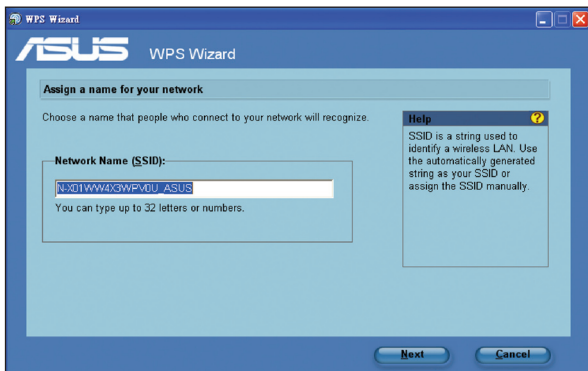 WPS Wizard
ASUS WPS Wizard
Assign a name for your network
Choose a name that people who connect to your network will recognize.
Network Name (SSID):
N-X01WW4X3WPV0U_ASUS
You can type up to 32 letters or numbers.
Help
SSID is a string used to
identify a wireless LAN. Use
the automatically generated
string as your SSID or
assign the SSID manually.
Next
Cancel